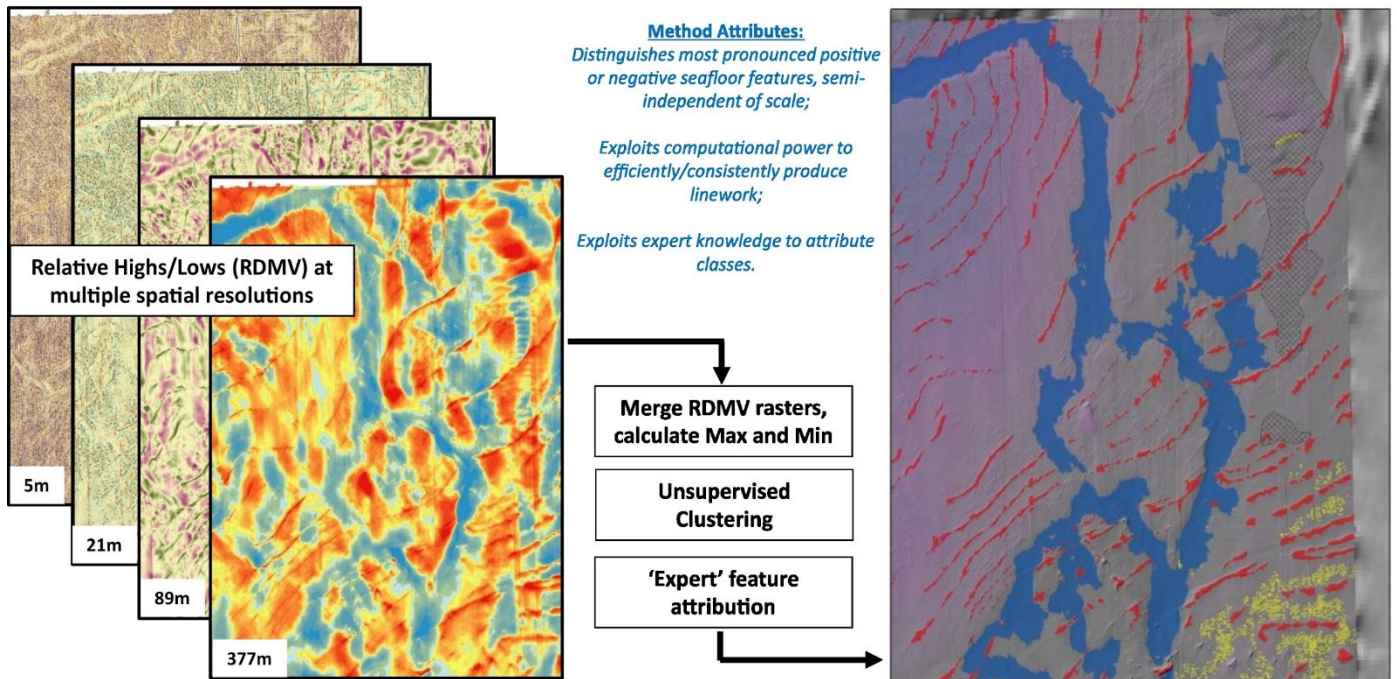 Relative Highs/Lows (RDMV) at
multiple spatial resolutions
5m
21m
89m
377m
Method Attributes:
Distinguishes most pronounced positive
or negative seafloor features, semi-
independent of scale;
Exploits computational power to
efficiently/consistently produce
linework;
Exploits expert knowledge to attribute
classes.
Merge RDMV rasters,
calculate Max and Min
Unsupervised
Clustering
‘Expert’ feature
attribution